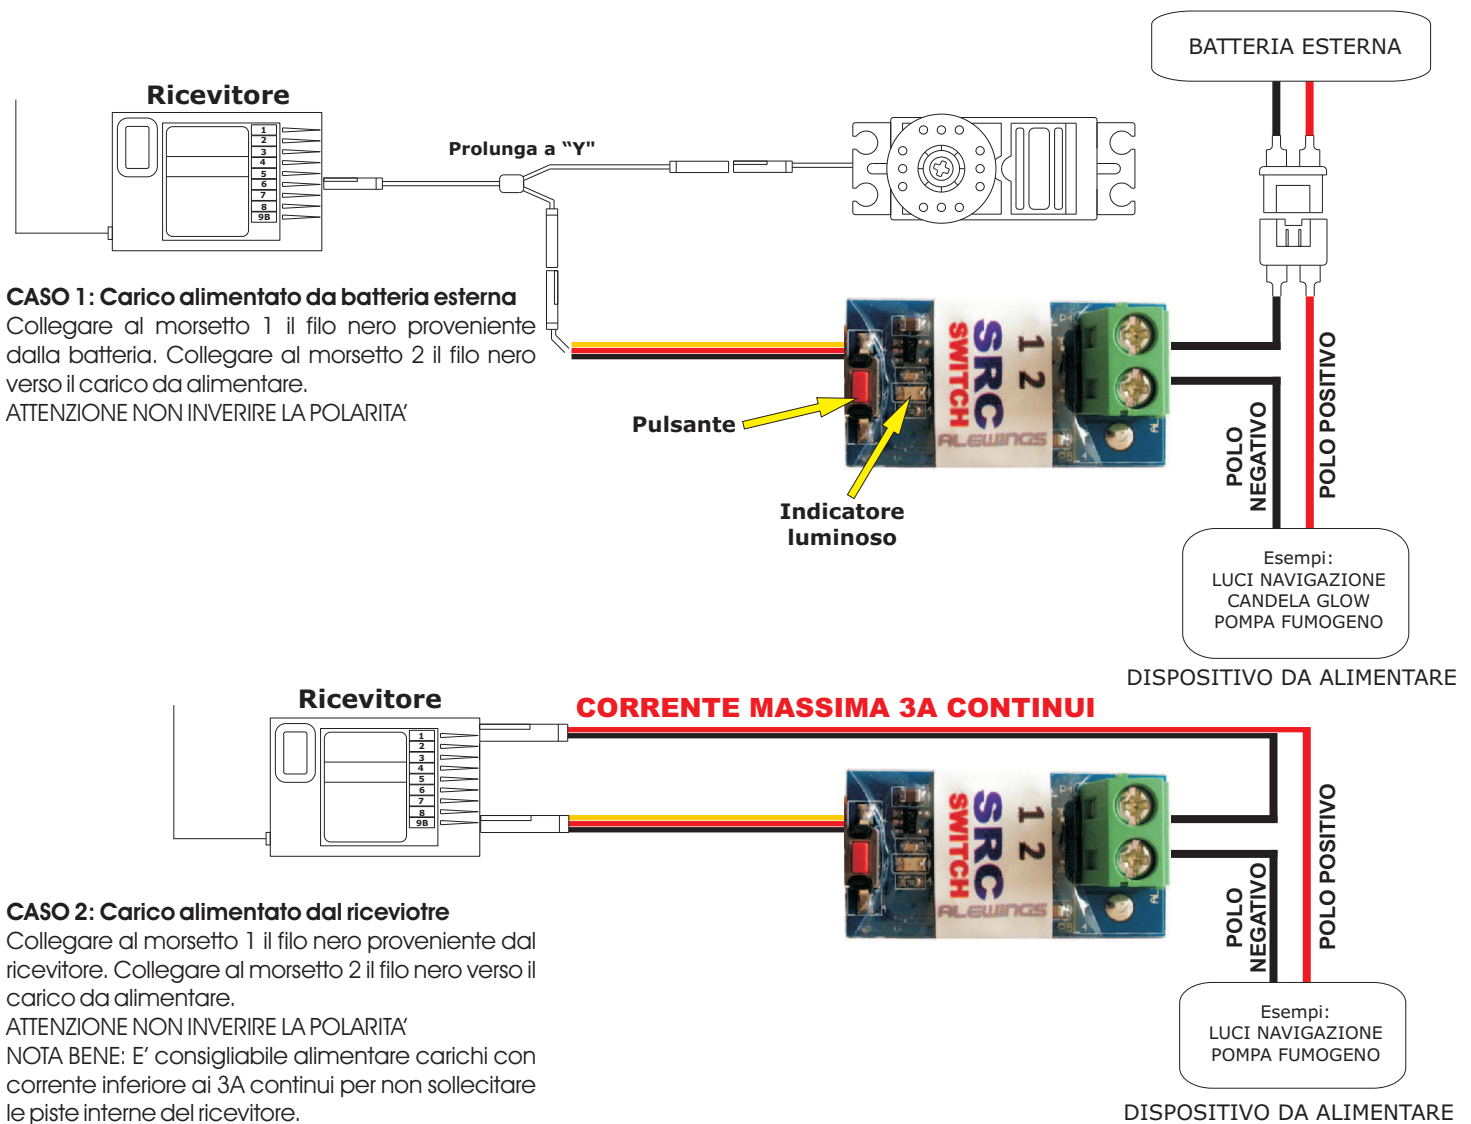 BATTERIA ESTERNA
Ricevitore
1
2
3
4
5
6
7
8
9B
Prolunga a “Y"
CASO 1: Carico alimentato da batteria esterna
Collegare al morsetto 1 il filo nero proveniente
dalla batteria. Collegare al morsetto 2 il filo nero
verso il carico da alimentare.
ATTENZIONE NON INVERIRE LA POLARITA’
SRC
SWITCH
1 2
ALEWINGS
Pulsante
Indicatore
luminoso
POLO
NEGATIVO
POLO POSITIVO
Esempi:
LUCI NAVIGAZIONE
CANDELA GLOW
POMPA FUMOGENO
DISPOSITIVO DA ALIMENTARE
Ricevitore
CORRENTE MASSIMA 3A CONTINUI
1
2
3
4
5
6
7
8
9B
SRC
SWITCH
1 2
ALEWINGS
POLO
NEGATIVO
POLO POSITIVO
CASO 2: Carico alimentato dal riceviotre
Collegare al morsetto 1 il filo nero proveniente dal
ricevitore. Collegare al morsetto 2 il filo nero verso il
carico da alimentare.
ATTENZIONE NON INVERIRE LA POLARITA’
NOTA BENE: E’ consigliabile alimentare carichi con
corrente inferiore ai 3A continui per non sollecitare
le piste interne del ricevitore.
Esempi:
LUCI NAVIGAZIONE
POMPA FUMOGENO
DISPOSITIVO DA ALIMENTARE